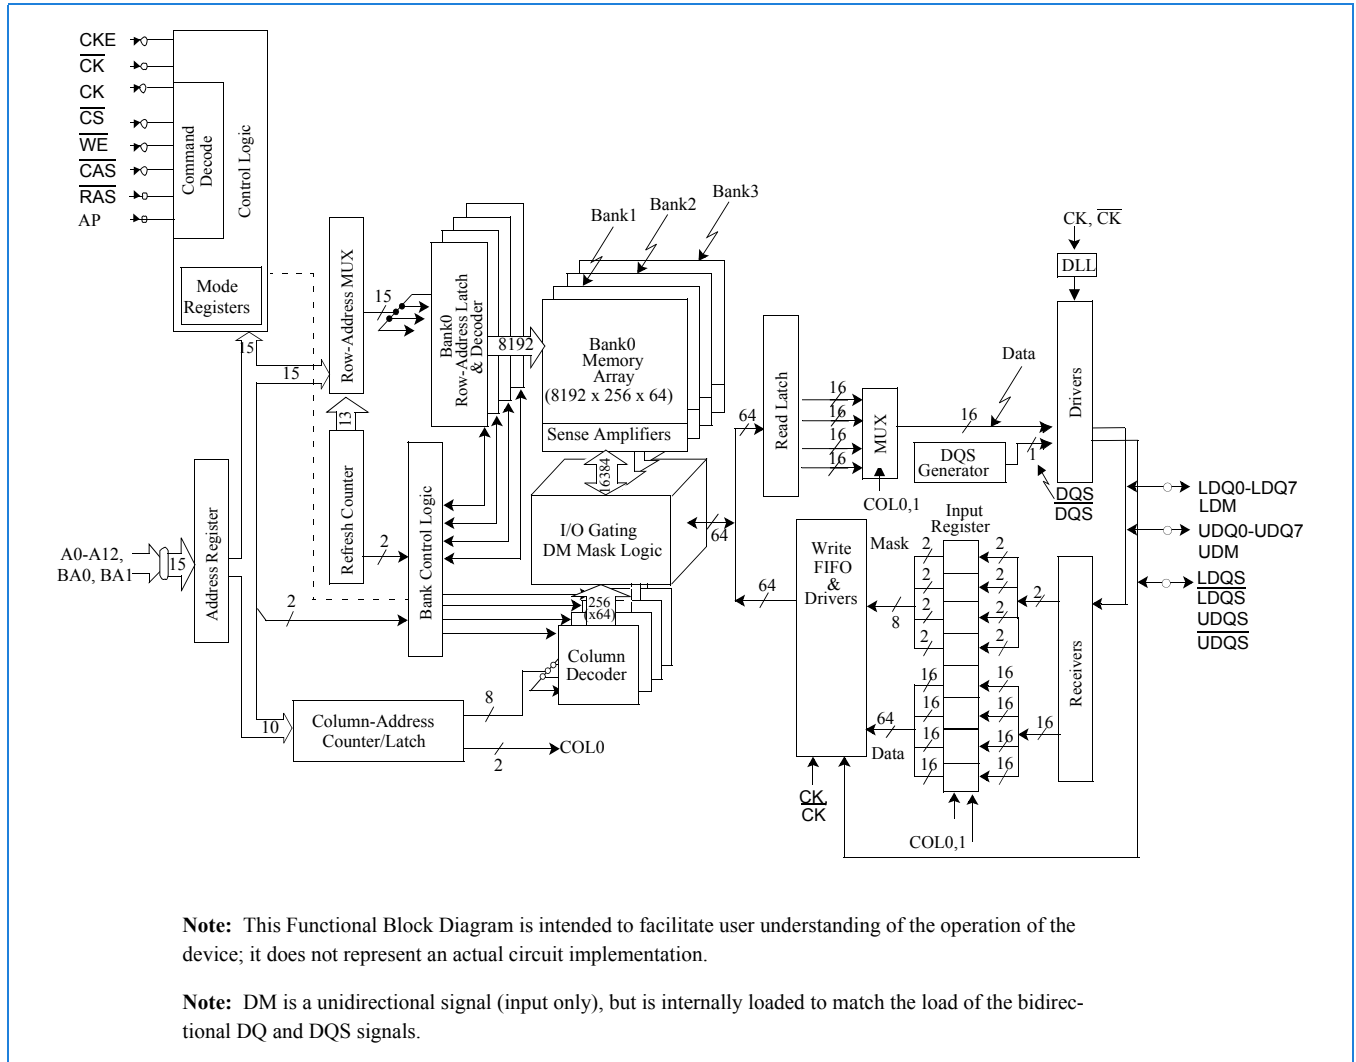 CKE
CK
CK
CS
WE
CAS
RAS
AP
Command
Decode
Control Logic
Mode
Registers
15
15
Row-Address MUX
15
13
Refresh Counter
Bank0
Row-Address Latch
& Decoder
8192
Bank1
Bank2
Bank3
Bank0
Memory
Array
(8192 x 256 x 64)
Sense Amplifiers
16384
I/O Gating
DM Mask Logic
64
2
Bank Control Logic
256
(x64)
Column
Decoder
A0-A12,
BA0, BA1
15
Address Register
2
10
Column-Address
Counter/Latch
8
2
COL0
64
Read Latch
16
16
16
16
MUX
COL0,1
16
Data
DQS
Generator
1
DQS
DQS
CK, CK
DLL
Drivers
LDQ0-LDQ7
LDM
UDQ0-UDQ7
UDM
LDQS
LDQS
UDQS
UDQS
64
Write
FIFO
&
Drivers
Mask
8
64
Data
CK,
CK
Input
Register
2
2
2
2
2
2
2
2
2
16
16
16
16
16
16
16
16
16
COL0,1
Receivers
Note: This Functional Block Diagram is intended to facilitate user understanding of the operation of the
device; it does not represent an actual circuit implementation.
Note: DM is a unidirectional signal (input only), but is internally loaded to match the load of the bidirec-
tional DQ and DQS signals.